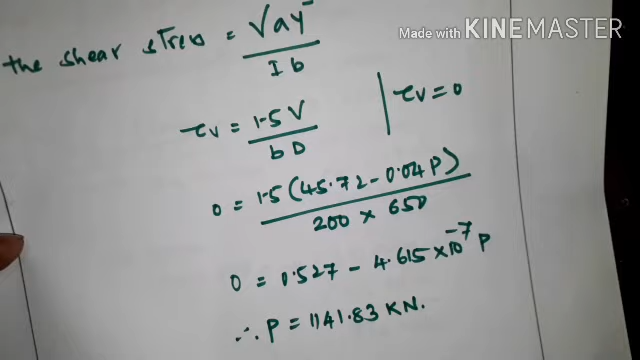 Made with KINEMASTER
the shear stress = Vaȳ / Ib
τv = 1.5 V / bD | τv = 0
0 = 1.5 (45.72 - 0.04 P) / 200 × 650
0 = 0.527 - 4.615 × 10⁻⁷ P
∴ P = 1141.83 KN.